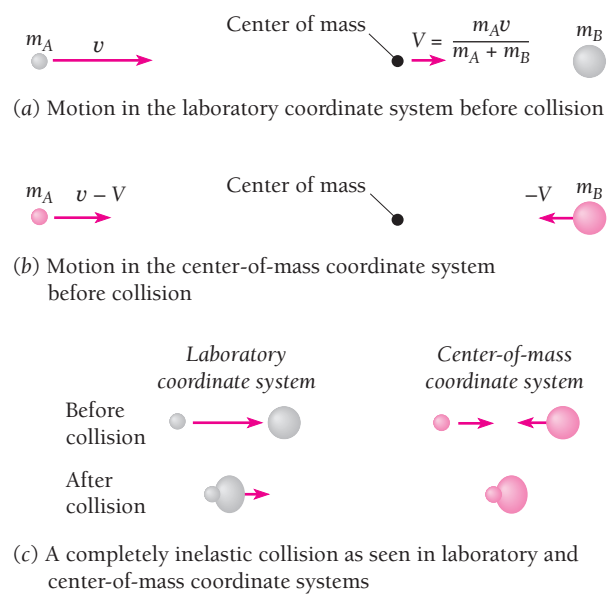 m_A v Center of mass V = m_A v / (m_A + m_B) m_B
(a) Motion in the laboratory coordinate system before collision
m_A v – V Center of mass –V m_B
(b) Motion in the center-of-mass coordinate system
before collision
Laboratory
coordinate system
Center-of-mass
coordinate system
Before
collision
After
collision
(c) A completely inelastic collision as seen in laboratory and
center-of-mass coordinate systems